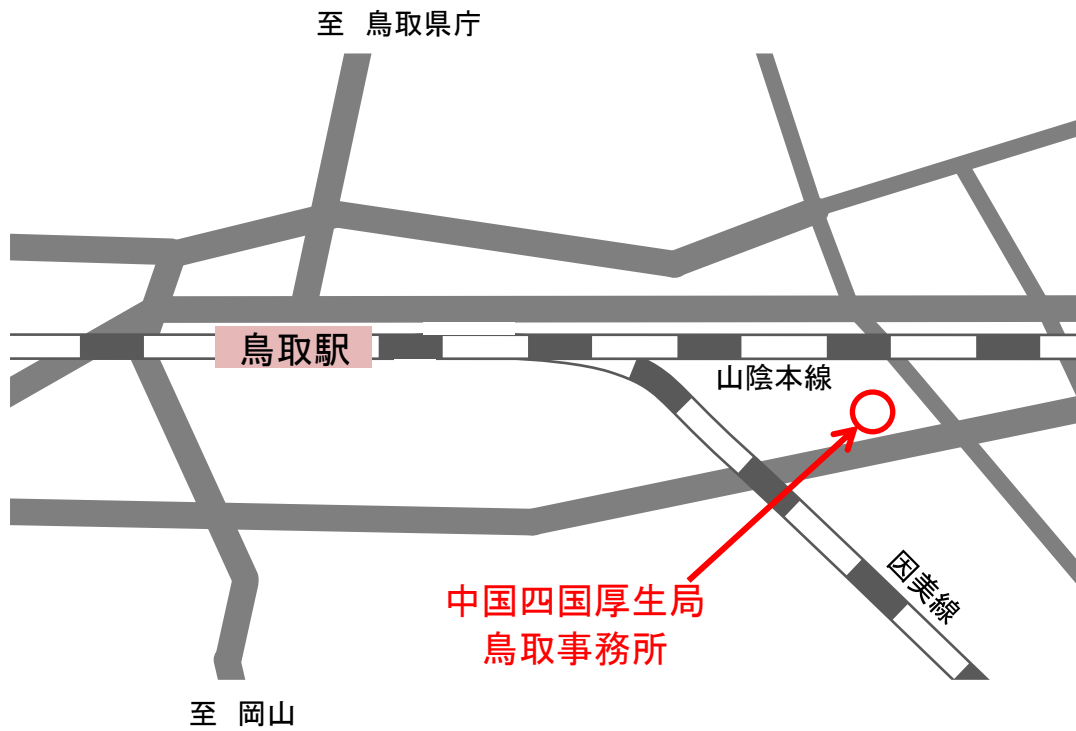 至　鳥取県庁
鳥取駅
山陰本線
因美線
中国四国厚生局
鳥取事務所
至　岡山